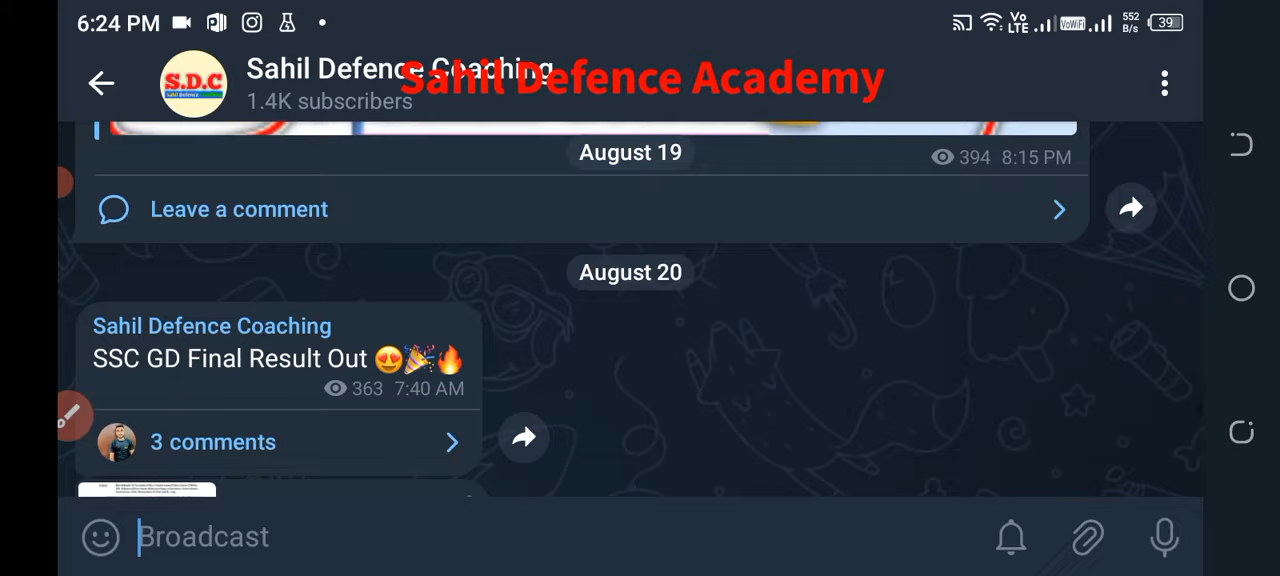 6:24 PM
Vo LTE
VoWiFi
552 B/s
39
Sahil Defence Coaching
Sahil Defence Academy
S.D.C
Sahil Defence
1.4K subscribers
August 19
394 8:15 PM
Leave a comment
August 20
Sahil Defence Coaching
SSC GD Final Result Out 😍🎉🔥
363 7:40 AM
3 comments
Broadcast